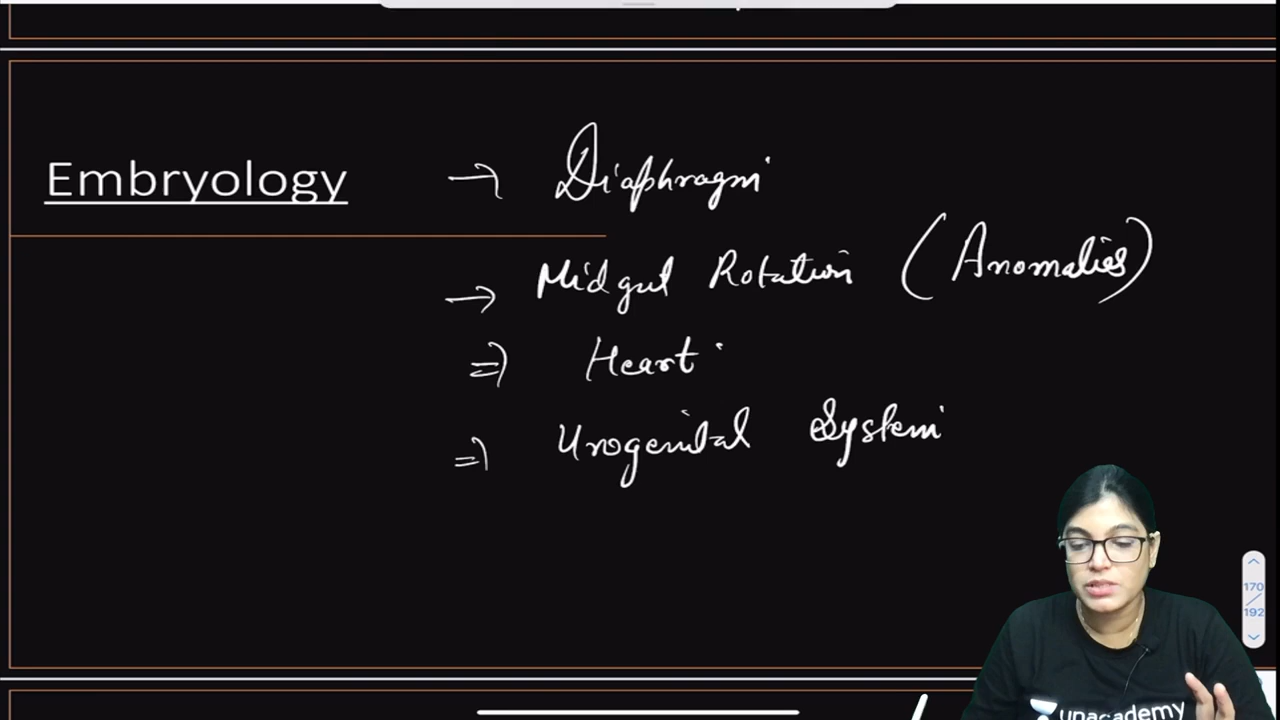 Embryology → Diaphragm
→ Midgut Rotation (Anomalies)
⇒ Heart
⇒ Urogenital System
170
192
unacademy